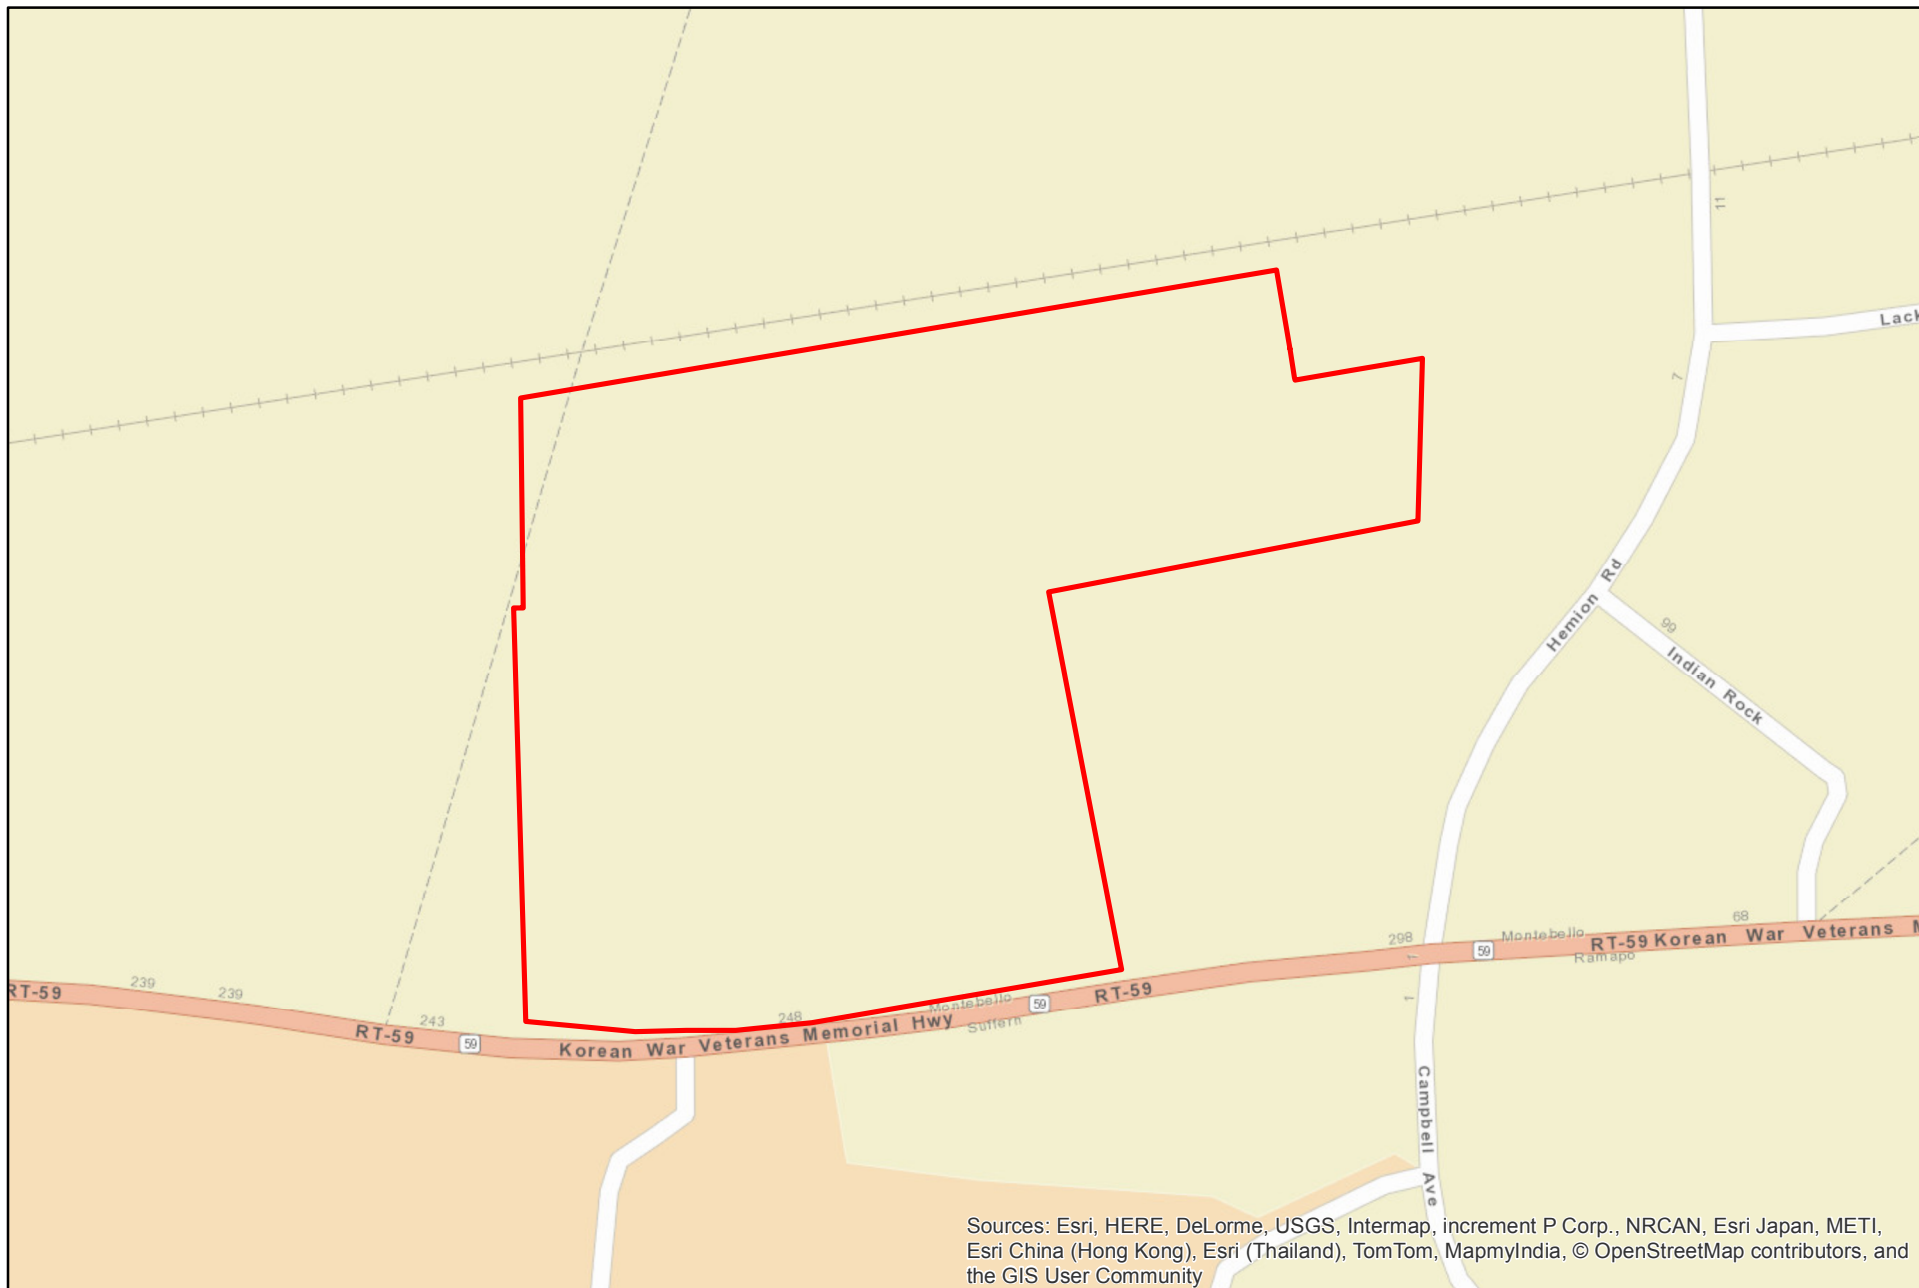 11
Lack
7
Hemion Rd
99
Indian Rock
68
298
Montebello
59
RT-59 Korean War Veterans M
Ramapo
1
1
239
239
RT-59
243
RT-59
59
248
Montebello
59
RT-59
Korean War Veterans Memorial Hwy
Suffern
Campbell Ave
Sources: Esri, HERE, DeLorme, USGS, Intermap, increment P Corp., NRCAN, Esri Japan, METI,
Esri China (Hong Kong), Esri (Thailand), TomTom, MapmyIndia, © OpenStreetMap contributors, and
the GIS User Community